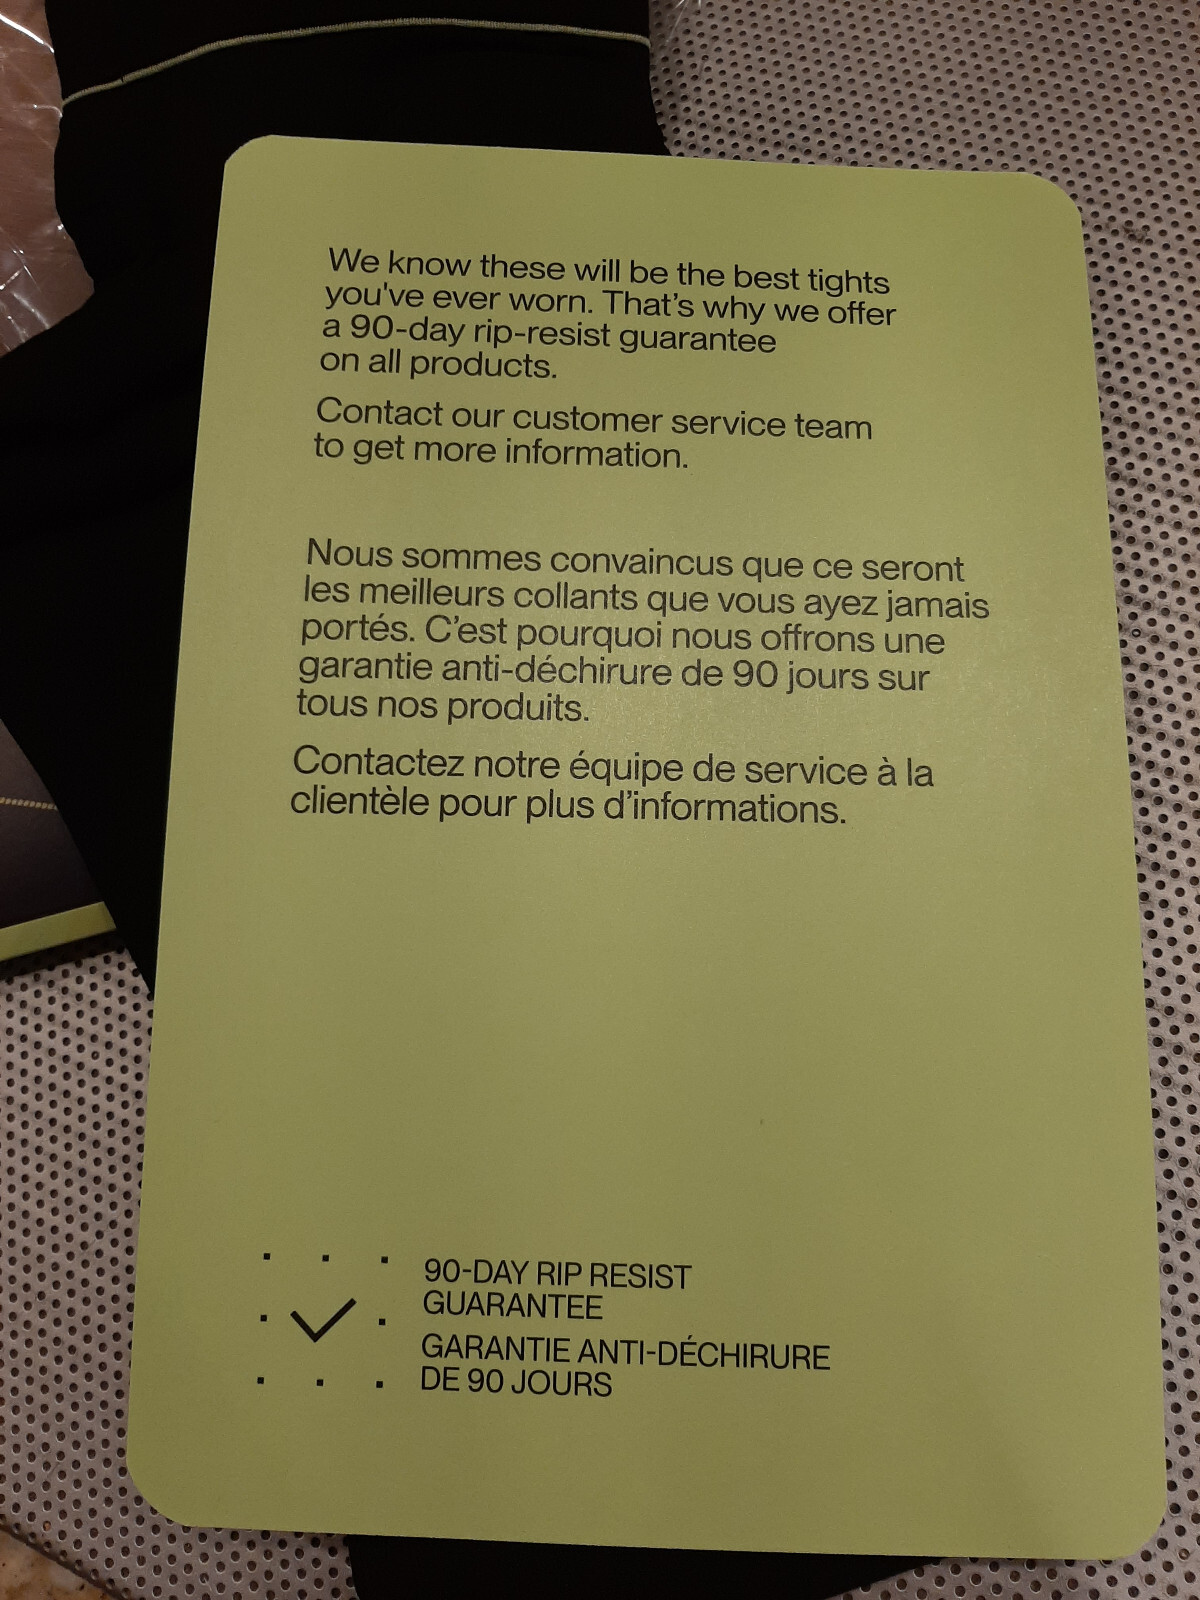 We know these will be the best tights
you've ever worn. That's why we offer
a 90-day rip-resist guarantee
on all products.
Contact our customer service team
to get more information.
Nous sommes convaincus que ce seront
les meilleurs collants que vous ayez jamais
portés. C'est pourquoi nous offrons une
garantie anti-déchirure de 90 jours sur
tous nos produits.
Contactez notre équipe de service à la
clientèle pour plus d'informations.
90-DAY RIP RESIST
GUARANTEE
GARANTIE ANTI-DÉCHIRURE
DE 90 JOURS